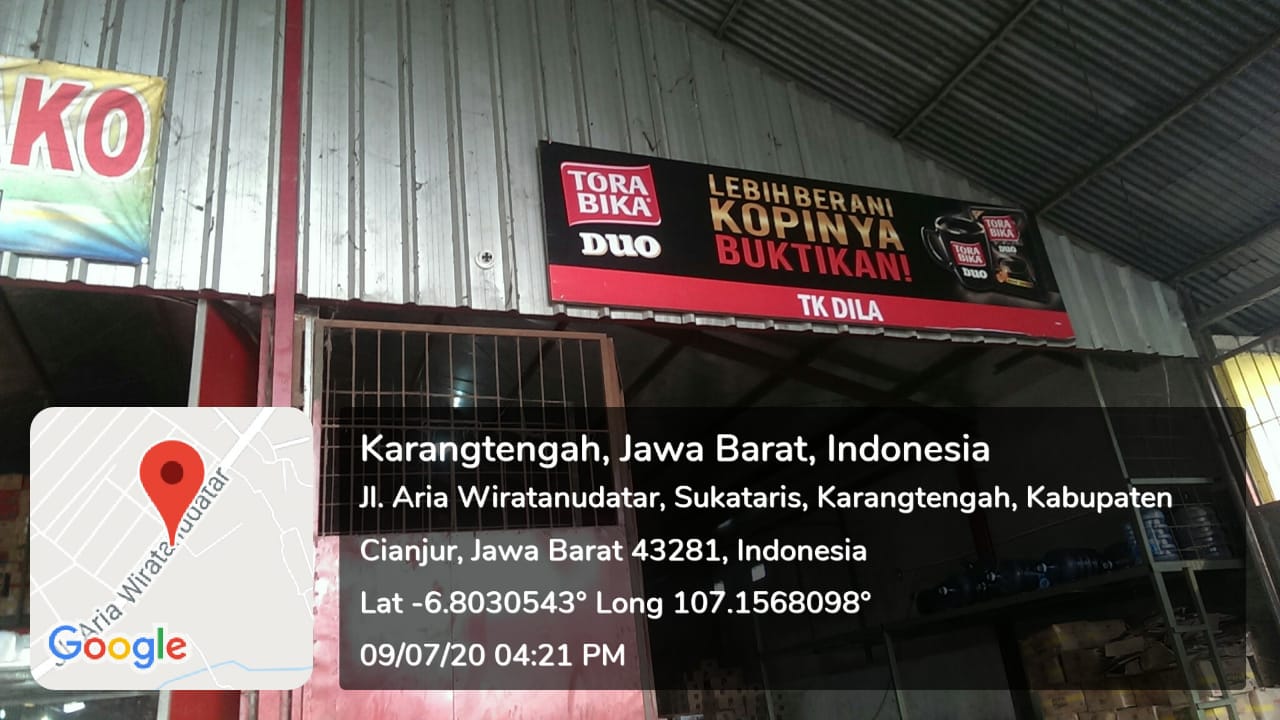 KO
TORA
BIKA
DUO
LEBIH BERANI
KOPINYA
BUKTIKAN!
TORA
BIKA
DUO
TORA
BIKA
DUO
TK DILA
Karangtengah, Jawa Barat, Indonesia
Jl. Aria Wiratanudatar, Sukataris, Karangtengah, Kabupaten
Cianjur, Jawa Barat 43281, Indonesia
Lat -6.8030543° Long 107.1568098°
09/07/20 04:21 PM
Aria Wiratanudatar
Google